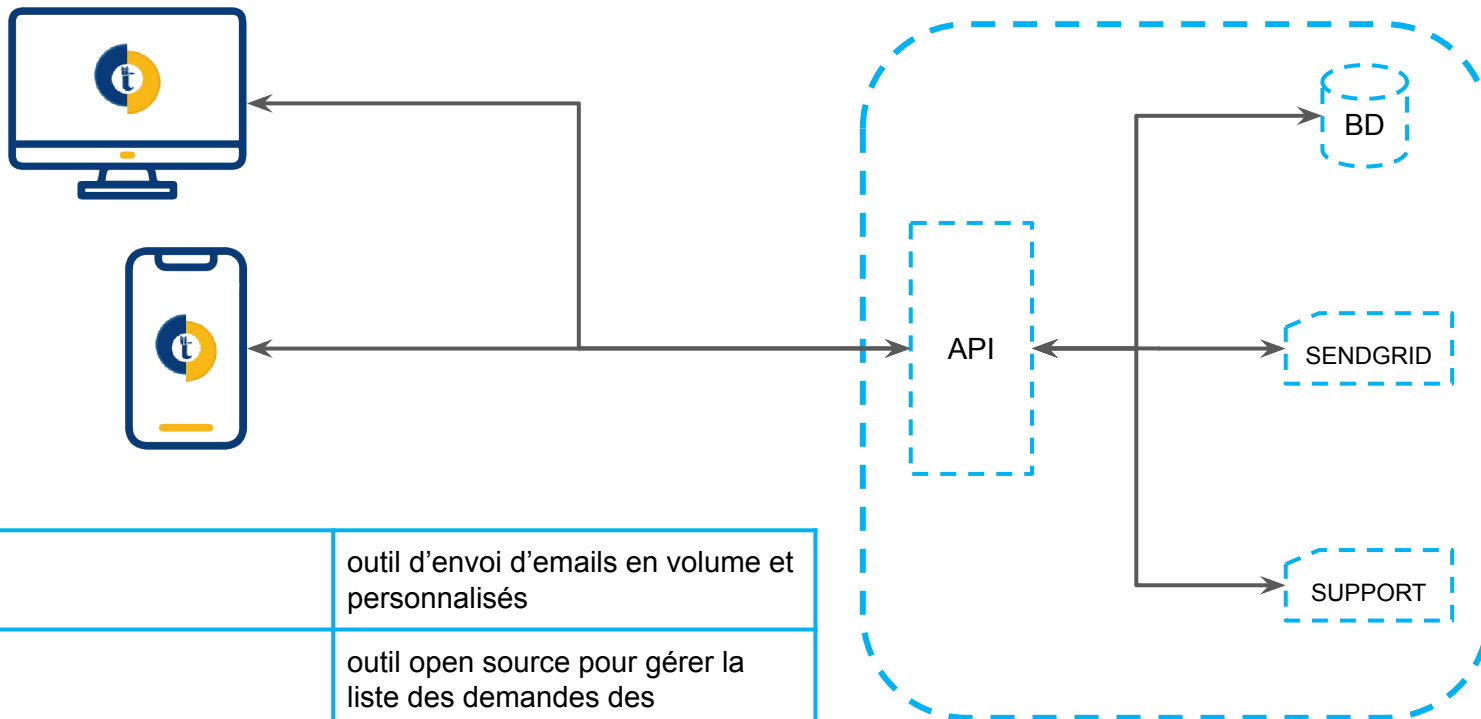 BD
API
SENDGRID
SUPPORT
outil d’envoi d’emails en volume et
personnalisés
outil open source pour gérer la
liste des demandes des
t
t